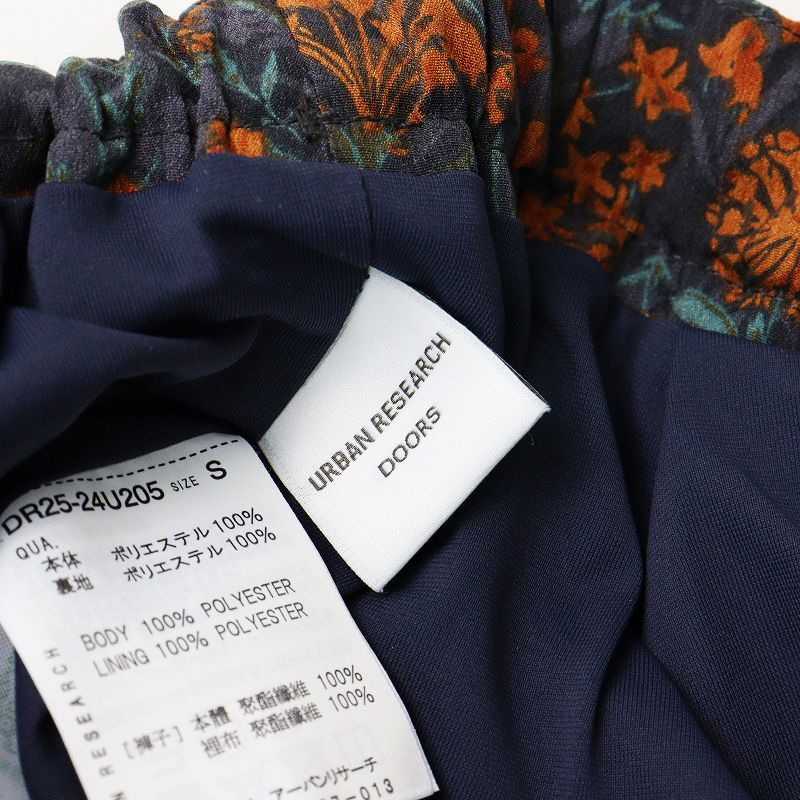 URBAN RESEARCH
DOORS
DR25-24U205 SIZE S
QUA.
本体 ポリエステル 100%
裏地 ポリエステル 100%
BODY 100% POLYESTER
LINING 100% POLYESTER
[褲子] 本體 聚酯纖維 100%
裡布 聚酯纖維 100%
アーバンリサーチ
-013
N RESEARCH